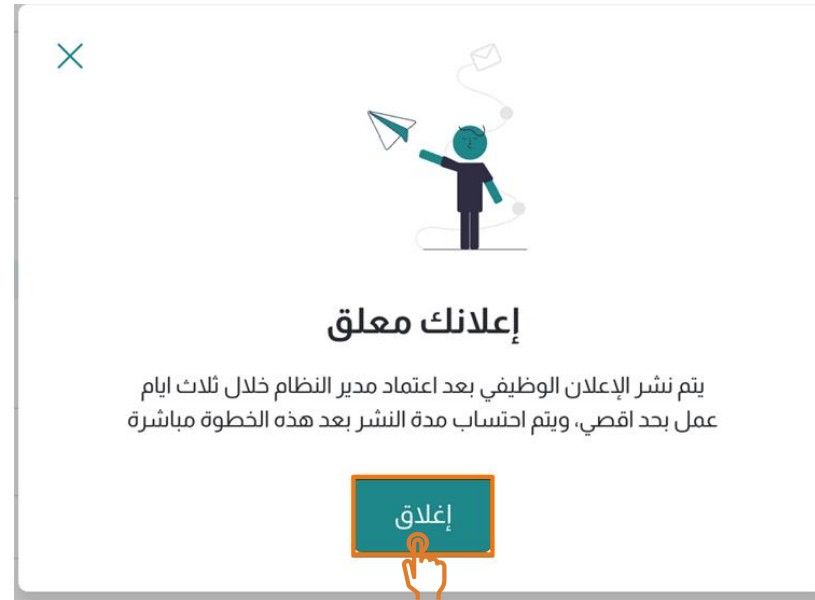 إعلانك معلق
يتم نشر الإعلان الوظيفي بعد اعتماد مدير النظام خلال ثلاث ايام
عمل بحد اقصي، ويتم احتساب مدة النشر بعد هذه الخطوة مباشرة
إغلاق